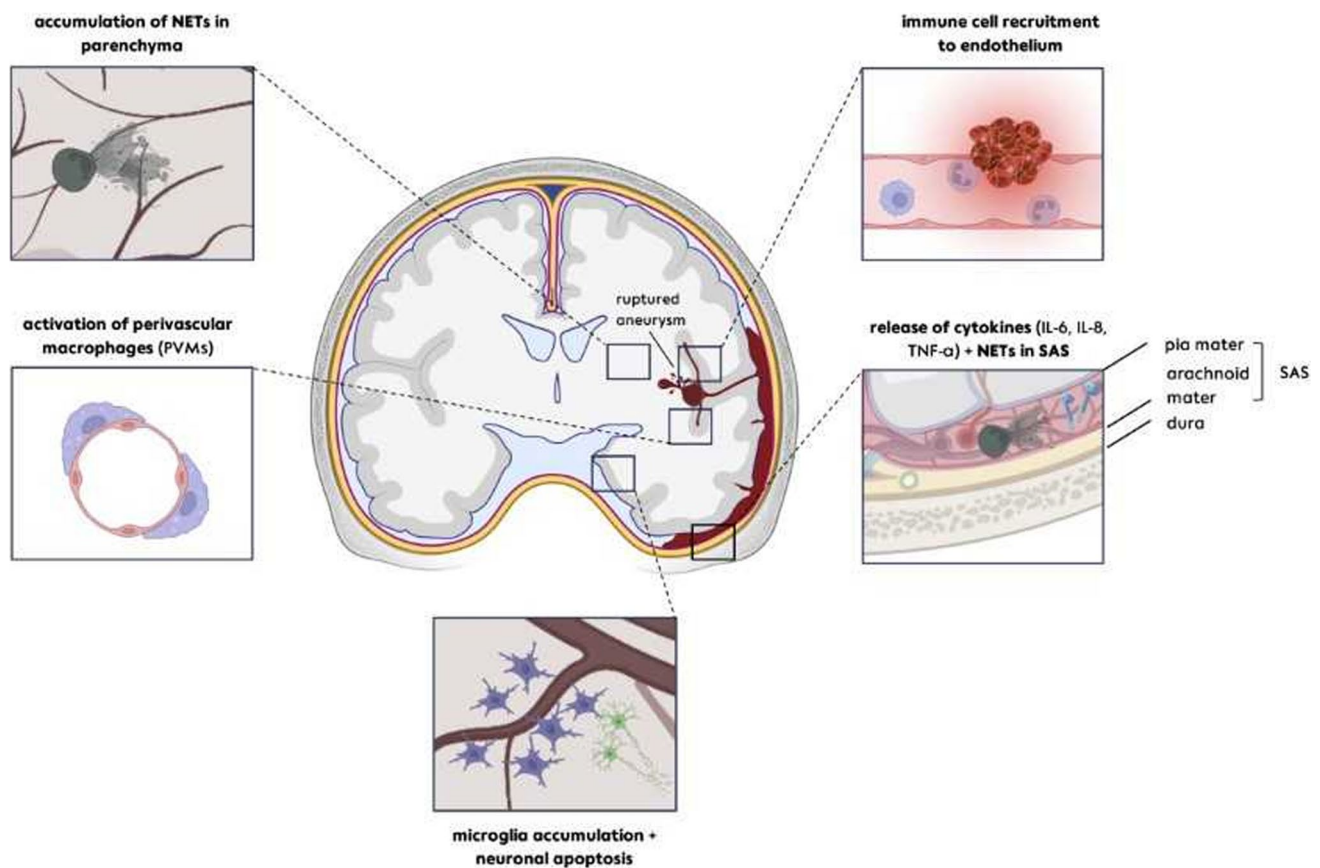 accumulation of NETs in
parenchyma
immune cell recruitment
to endothelium
ruptured
aneurysm
activation of perivascular
macrophages (PVMs)
release of cytokines (IL-6, IL-8,
TNF-α) + NETs in SAS
pia mater
arachnoid
mater
SAS
dura
microglia accumulation +
neuronal apoptosis